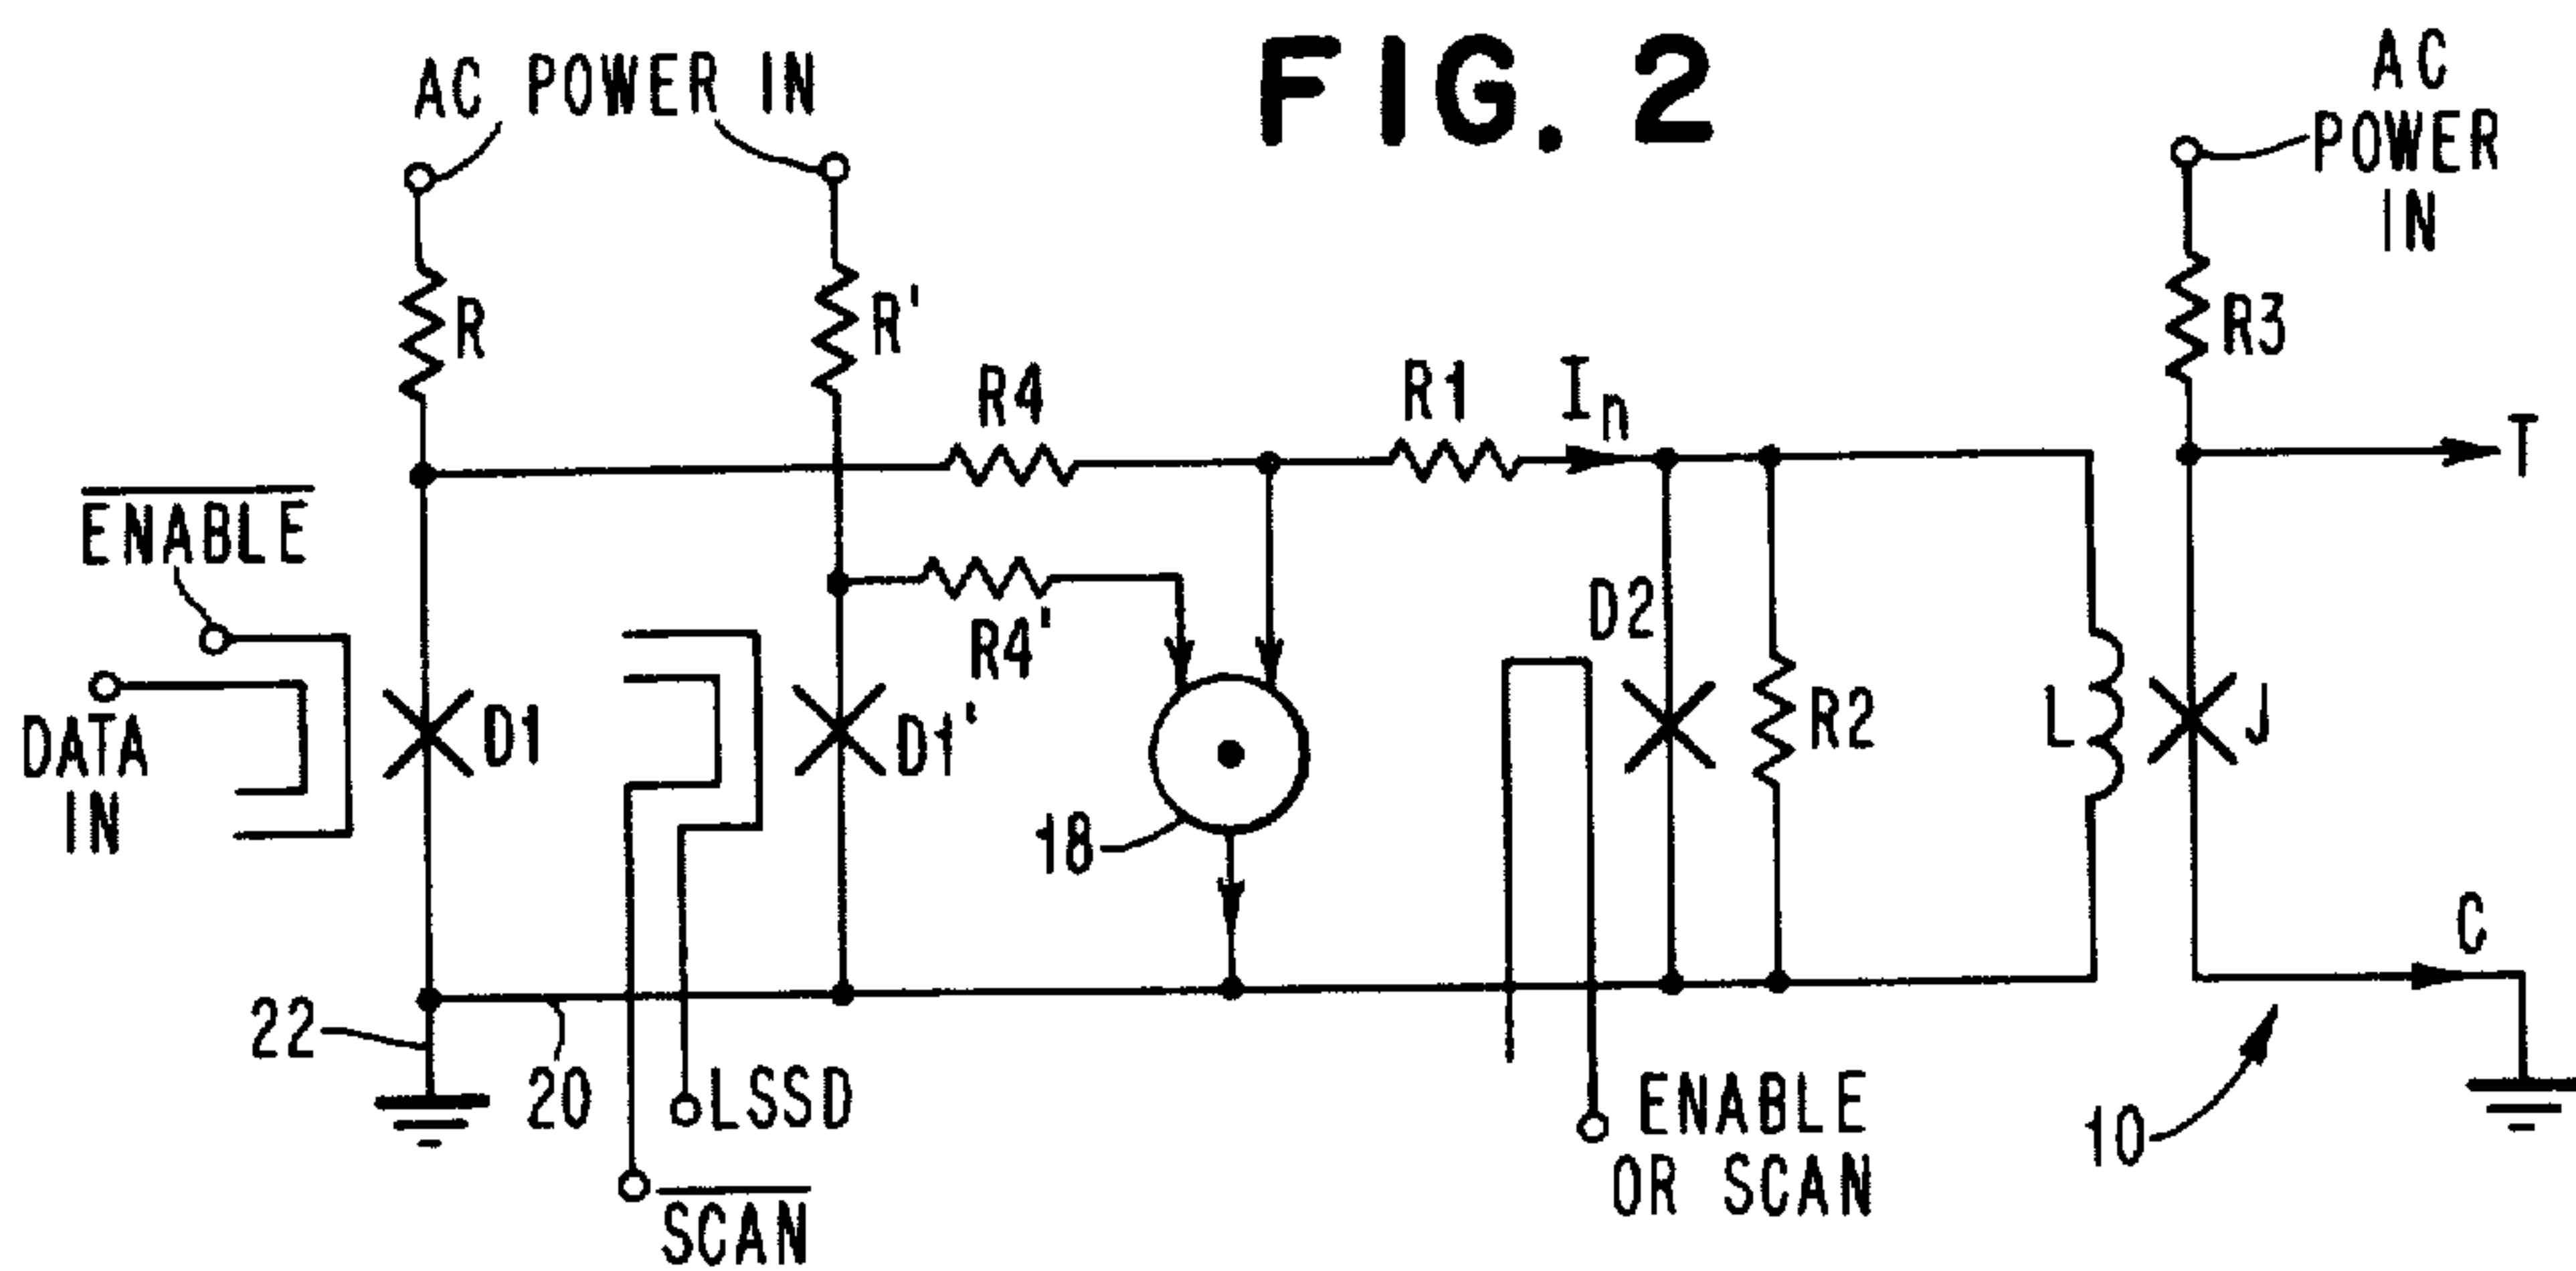 FIG. 2
AC POWER IN
AC
POWER
IN
R
R'
R3
R4
R1
In
T
ENABLE
R4'
D2
DATA
IN
D1
D1'
R2
L
J
18
C
22
20
LSSD
ENABLE
OR SCAN
10
SCAN